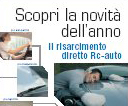 Scopri la novità
dell'anno
Il risarcimento
diretto Rc-auto